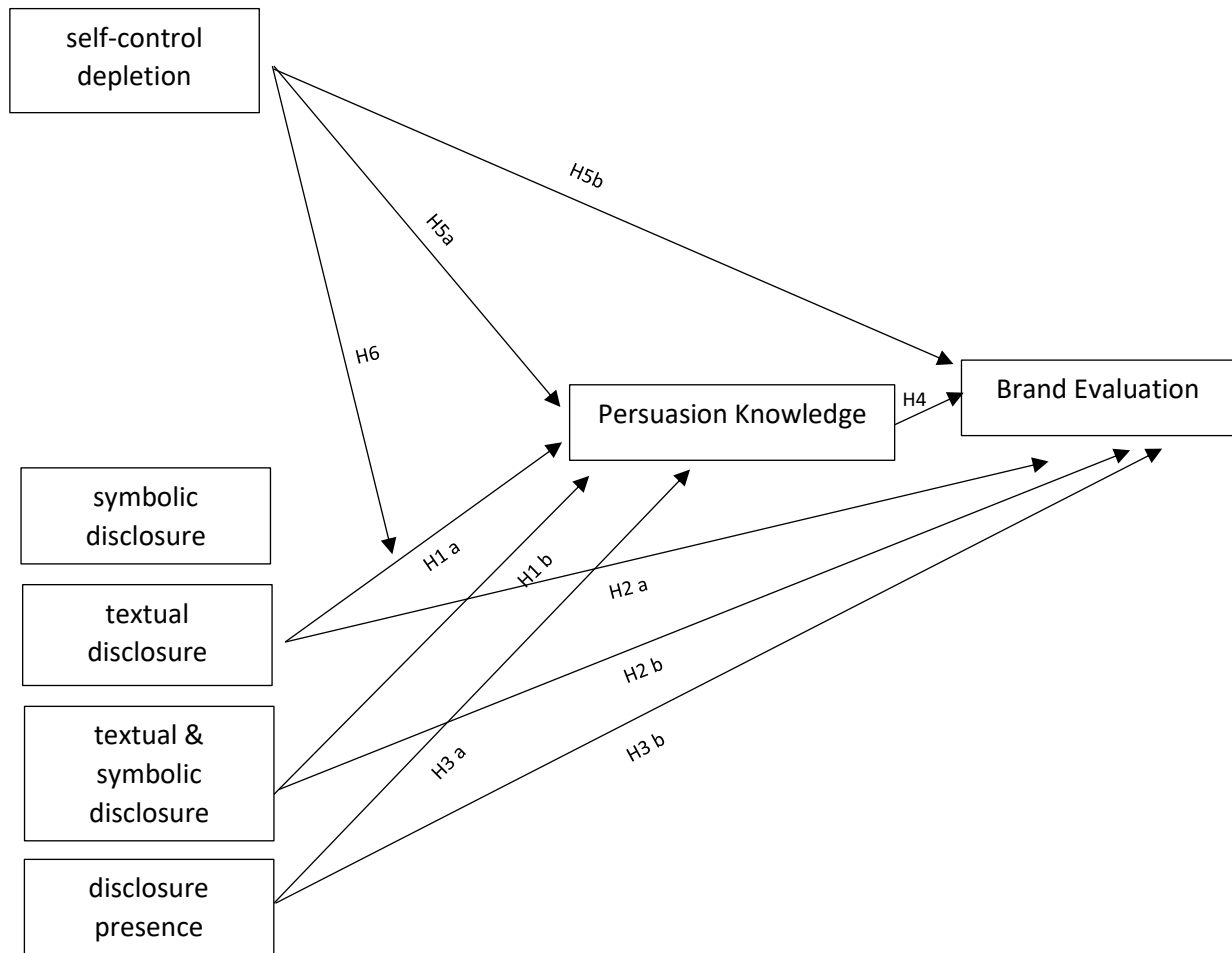 self-control
depletion
H5b
H5a
H6
Brand Evaluation
H4
Persuasion Knowledge
symbolic
disclosure
H1 a
H1 b
H2 a
textual
disclosure
H2 b
textual &
symbolic
disclosure
H3 a
H3 b
disclosure
presence